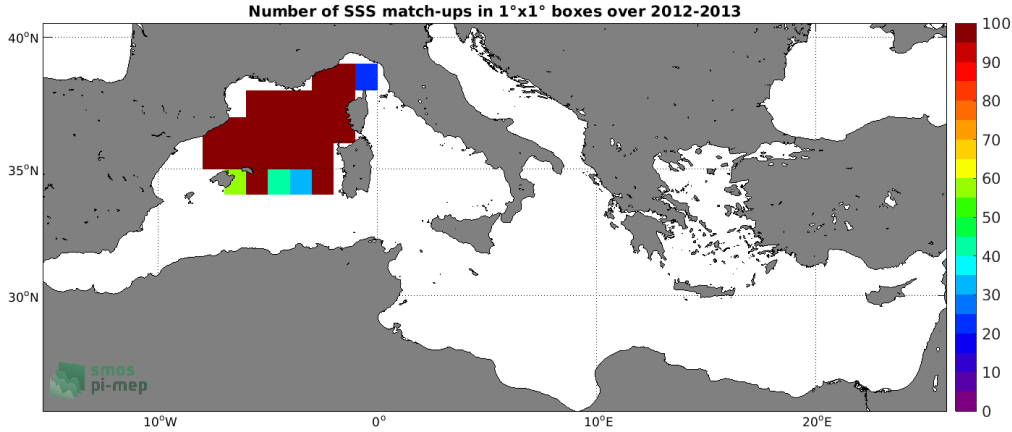 Number of SSS match-ups in 1°x1° boxes over 2012-2013
40°N
35°N
30°N
10°W
0°
10°E
20°E
100
90
80
70
60
50
40
30
20
10
0
smos
pi-mep